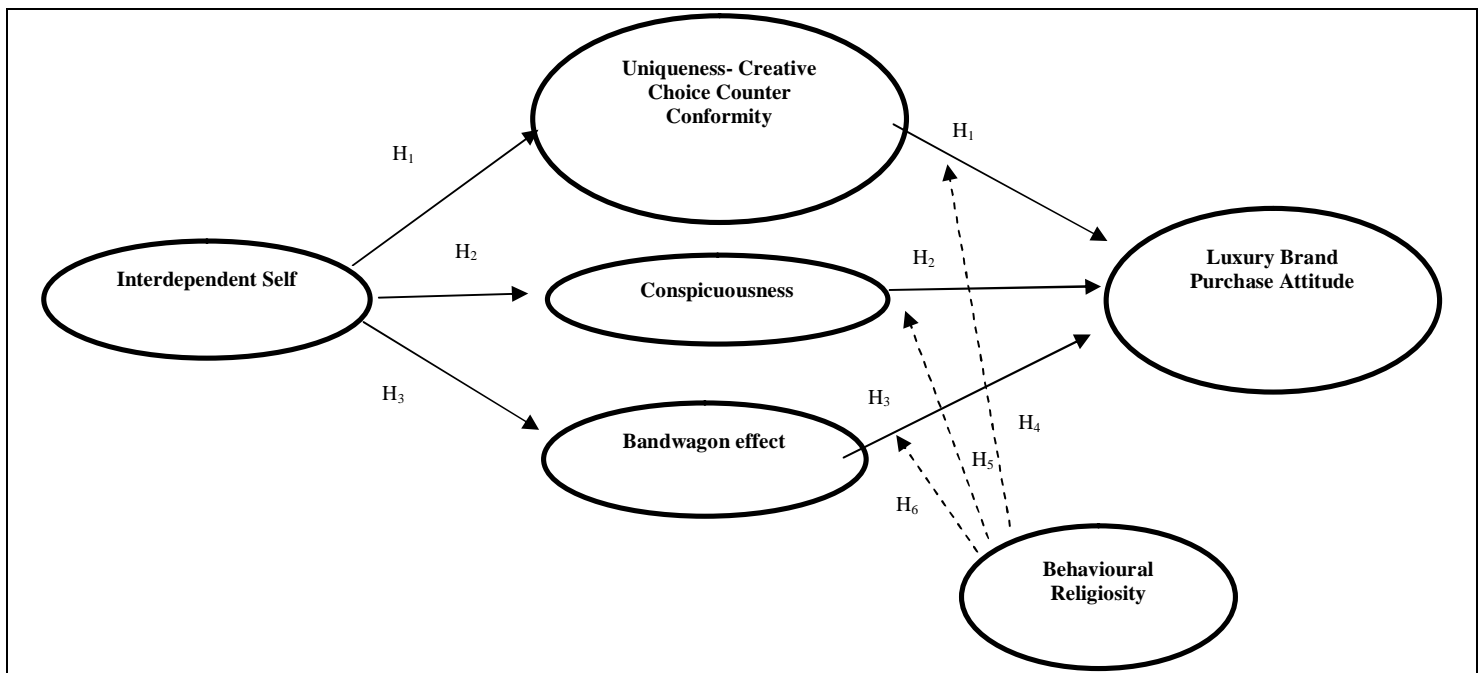 Uniqueness- Creative
Choice Counter
Conformity
H₁
H₁
Interdependent Self
H₂
H₂
Conspicuousness
Luxury Brand
Purchase Attitude
H₃
H₃
Bandwagon effect
H₄
H₅
H₆
Behavioural
Religiosity